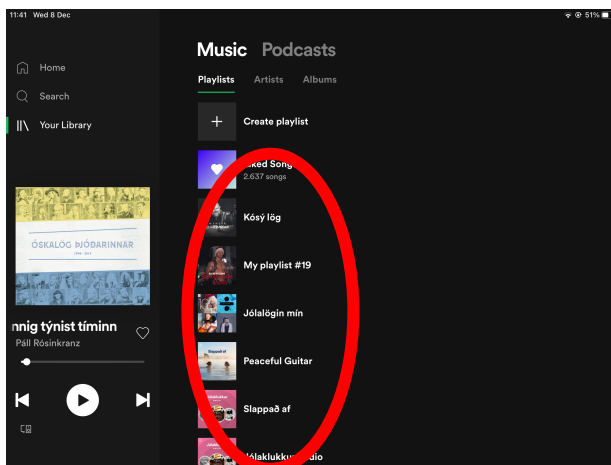 11:41 Wed 8 Dec
51%
Home
Search
Your Library
ÓSKALÖG ÞJÓÐARINNAR
nnig týnist tíminn
Páll Rósinkranz
Music Podcasts
Playlists Artists Albums
Create playlist
2.637 songs
Kósý lög
My playlist #19
Jólalögin mín
Peaceful Guitar
Slappað af